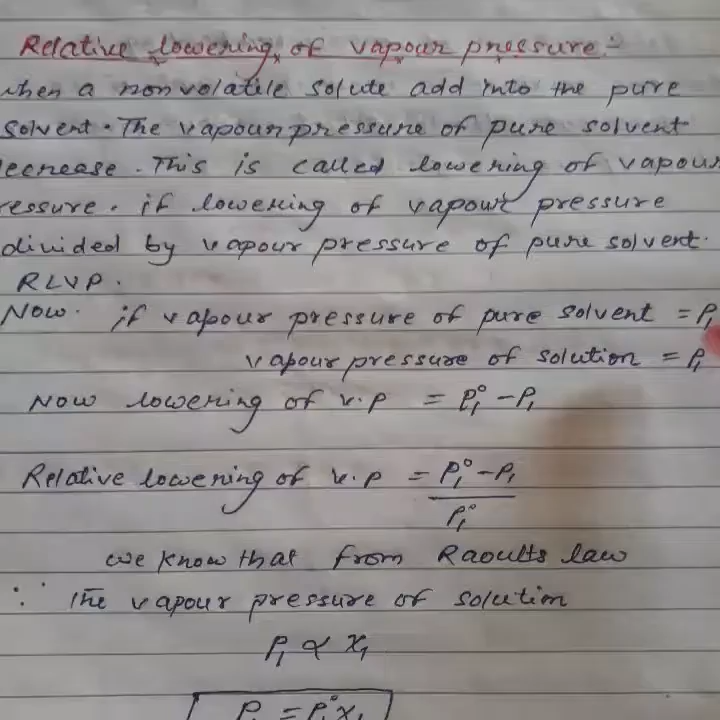 Relative lowering of vapour pressure :-
when a nonvolatile solute add into the pure
solvent. The vapour pressure of pure solvent
decrease. This is called lowering of vapour
pressure. if lowering of vapour pressure
divided by vapour pressure of pure solvent.
RLVP.
Now. if vapour pressure of pure solvent = P₁
vapour pressure of solution = P₁
Now lowering of v.p = P₁° - P₁
Relative lowering of v.p = P₁° - P₁
P₁°
we know that from Raoults law
∵ The vapour pressure of solution
P₁ ∝ x₁
P₁ = P₁° x₁